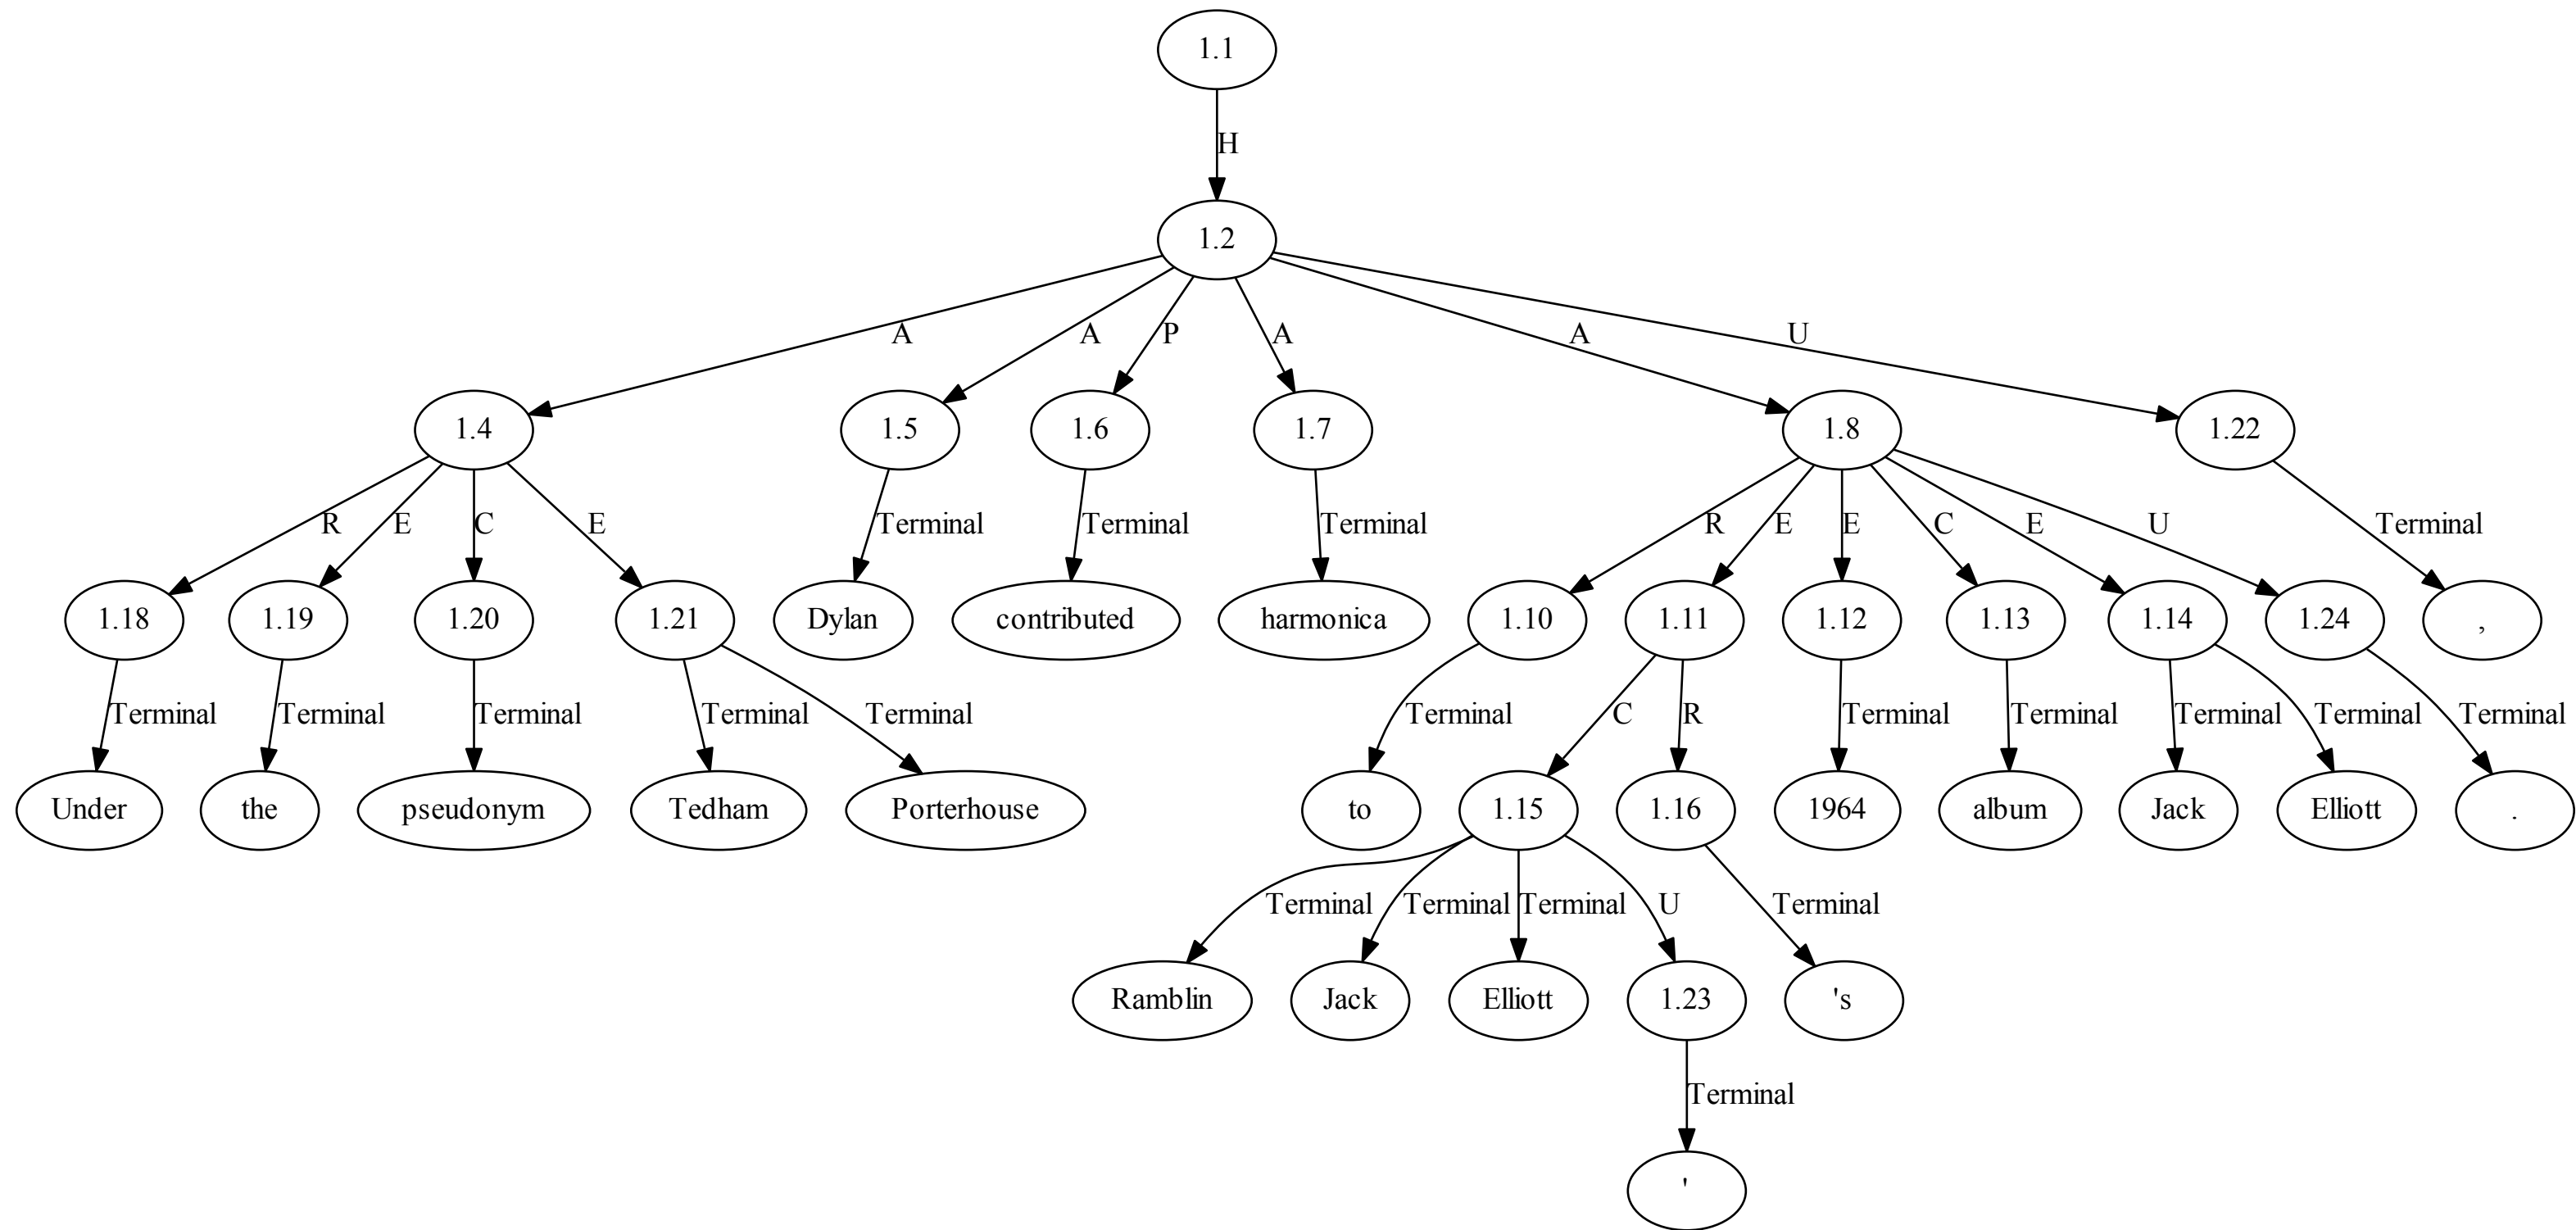 1.1
H
1.2
A A P A A U
1.4 1.5 1.6 1.7 1.8 1.22
R E C E Terminal Terminal Terminal R E E C E U Terminal
1.18 1.19 1.20 1.21 Dylan contributed harmonica 1.10 1.11 1.12 1.13 1.14 1.24 ,
Terminal Terminal Terminal Terminal Terminal Terminal C R Terminal Terminal Terminal Terminal Terminal
Under the pseudonym Tedham Porterhouse to 1.15 1.16 1964 album Jack Elliott .
Terminal Terminal Terminal U Terminal
Ramblin Jack Elliott 1.23 's
Terminal
'